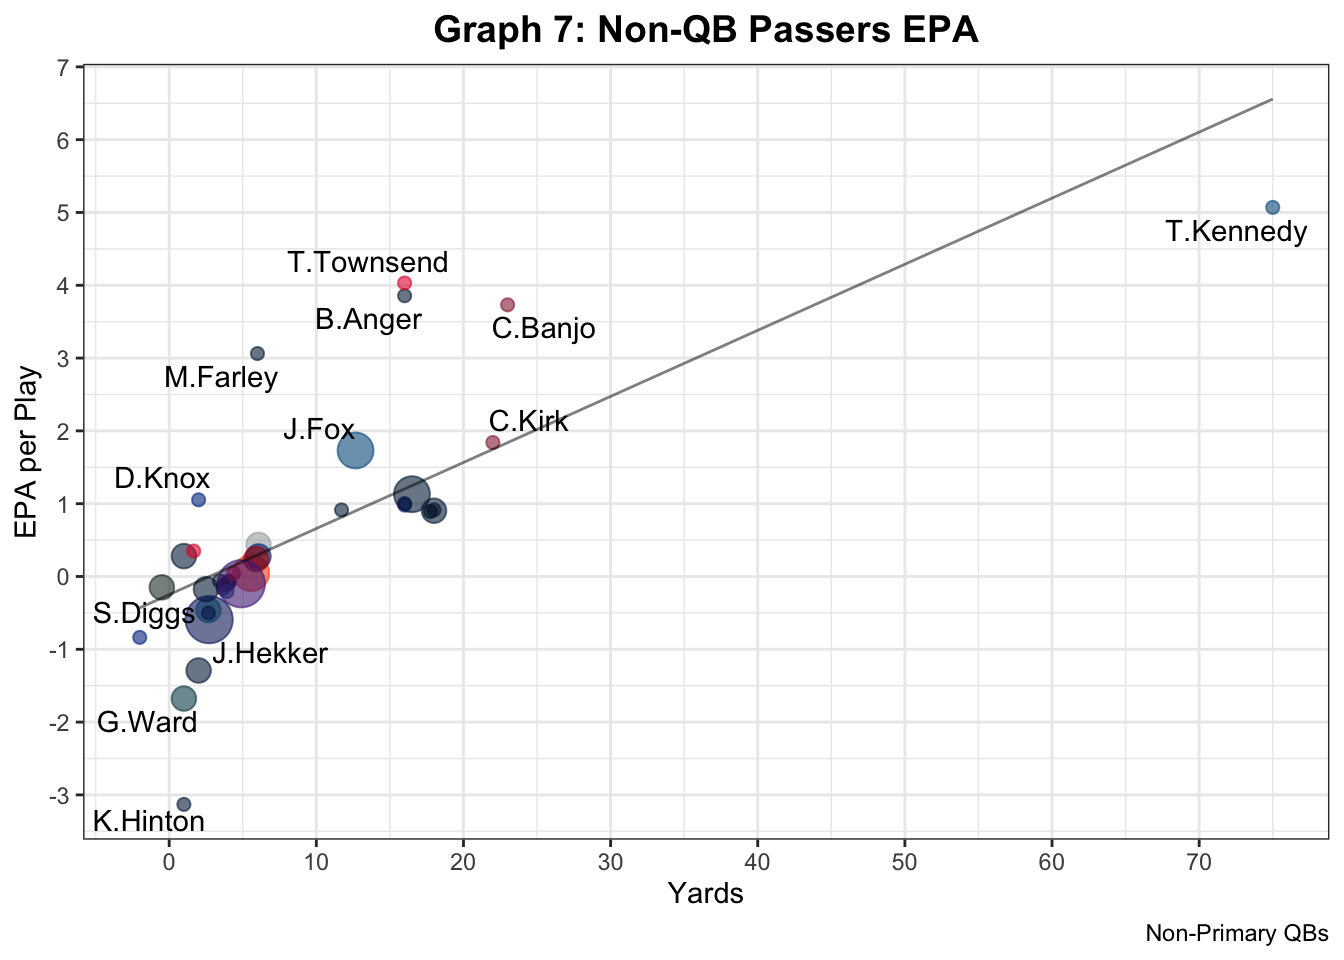 Graph 7: Non-QB Passers EPA
7
6
5
4
3
2
1
0
-1
-2
-3
EPA per Play
T.Kennedy
T.Townsend
B.Anger
C.Banjo
M.Farley
C.Kirk
J.Fox
D.Knox
S.Diggs
J.Hekker
G.Ward
K.Hinton
0 10 20 30 40 50 60 70
Yards
Non-Primary QBs